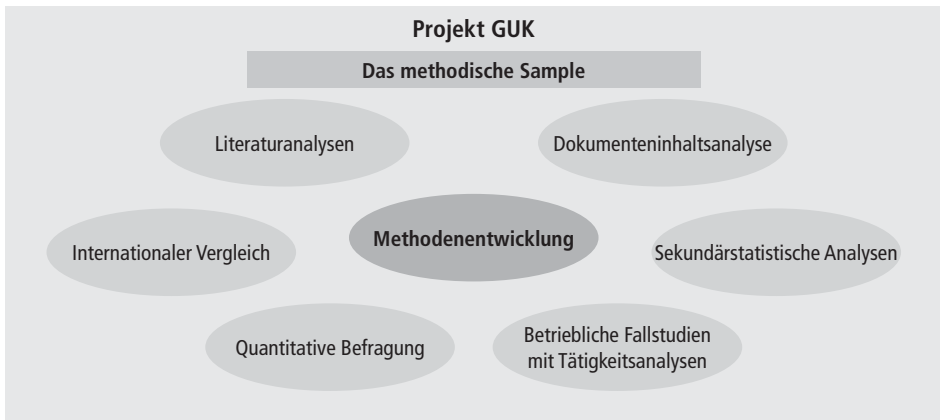 Projekt GUK
Das methodische Sample
Literaturanalysen
Dokumenteninhaltsanalyse
Internationaler Vergleich
Methodenentwicklung
Sekundärstatistische Analysen
Quantitative Befragung
Betriebliche Fallstudien
mit Tätigkeitsanalysen